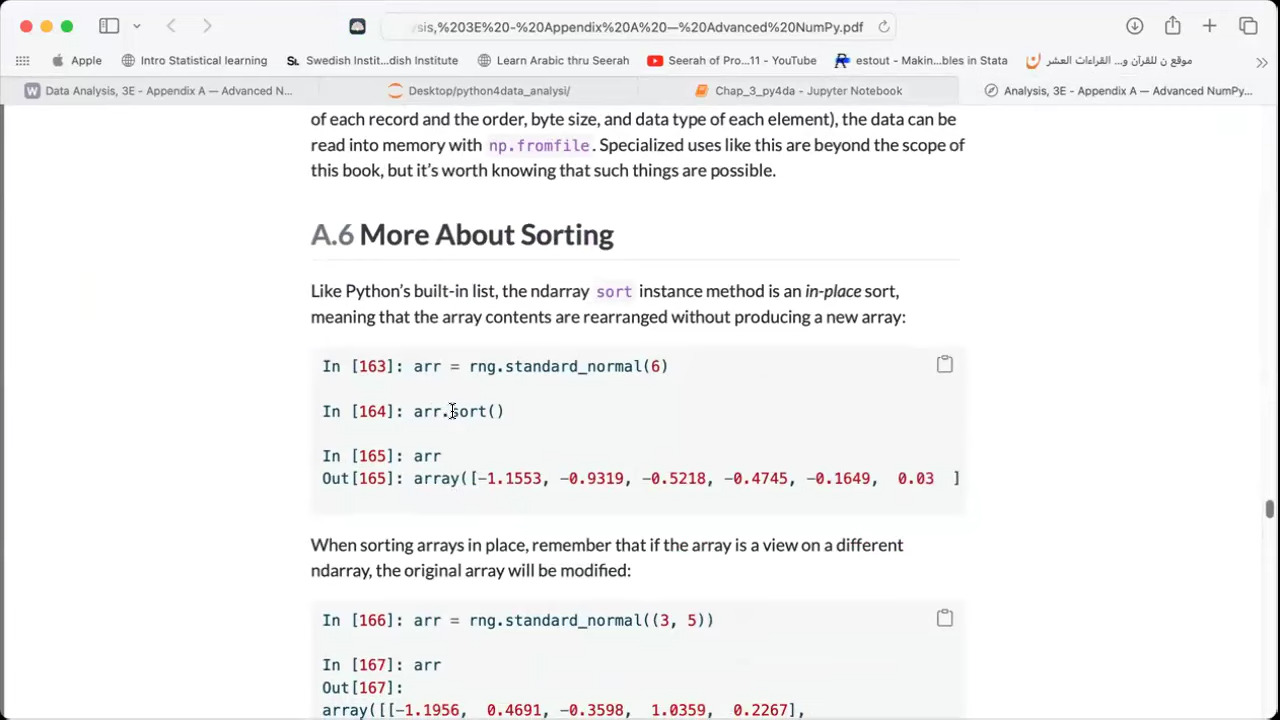 sis,%203E%20-%20Appendix%20A%20—%20Advanced%20NumPy.pdf
Apple
Intro Statistical learning
SL Swedish Instit...dish Institute
Learn Arabic thru Seerah
Seerah of Pro...11 - YouTube
estout - Makin...bles in Stata
موقع ن للقرآن و... القراءات العشر
W Data Analysis, 3E - Appendix A — Advanced N...
Desktop/python4data_analysi/
Chap_3_py4da - Jupyter Notebook
Analysis, 3E - Appendix A — Advanced NumPy...
of each record and the order, byte size, and data type of each element), the data can be
read into memory with np.fromfile. Specialized uses like this are beyond the scope of
this book, but it’s worth knowing that such things are possible.
A.6 More About Sorting
Like Python’s built-in list, the ndarray sort instance method is an in-place sort,
meaning that the array contents are rearranged without producing a new array:
In [163]: arr = rng.standard_normal(6)
In [164]: arr.sort()
In [165]: arr
Out[165]: array([-1.1553, -0.9319, -0.5218, -0.4745, -0.1649, 0.03 ]
When sorting arrays in place, remember that if the array is a view on a different
ndarray, the original array will be modified:
In [166]: arr = rng.standard_normal((3, 5))
In [167]: arr
Out[167]:
array([[-1.1956, 0.4691, -0.3598, 1.0359, 0.2267],